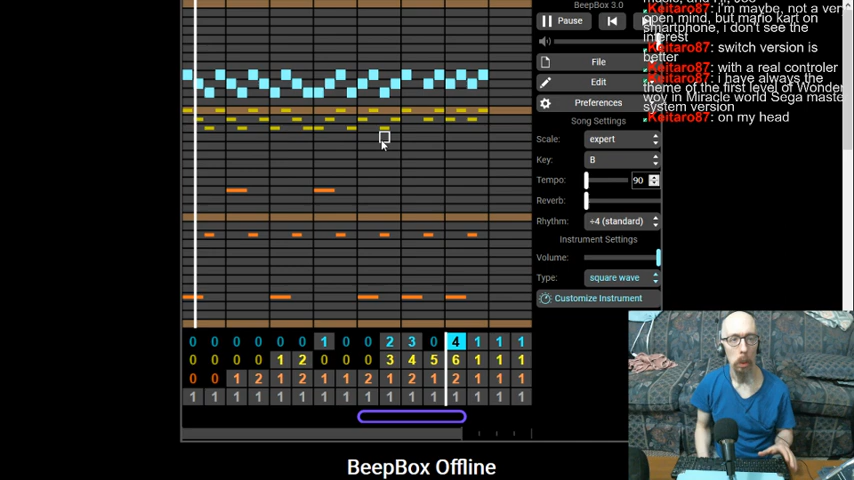 music, and Hi, Joe
Keitaro87: i'm maybe, not a very
open mind, but mario kart on
smartphone, i don't see the
interest
Keitaro87: switch version is
better
Keitaro87: with a real controler
Keitaro87: i have always the
theme of the first level of Wonder
woy in Miracle world Sega master
system version
Keitaro87: on my head
BeepBox 3.0
Pause
File
Edit
Preferences
Song Settings
Scale: expert
Key: B
Tempo: 90
Reverb:
Rhythm: ÷4 (standard)
Instrument Settings
Volume:
Type: square wave
Customize Instrument
0 0 0 0 0 0 1 0 0 2 3 0 4 1 1 1
0 0 0 0 1 2 0 0 0 3 4 5 6 1 1 1
0 0 1 2 1 2 1 1 2 1 2 1 2 1 1 1
1 1 1 1 1 1 1 1 1 1 1 1 1 1 1 1
BeepBox Offline